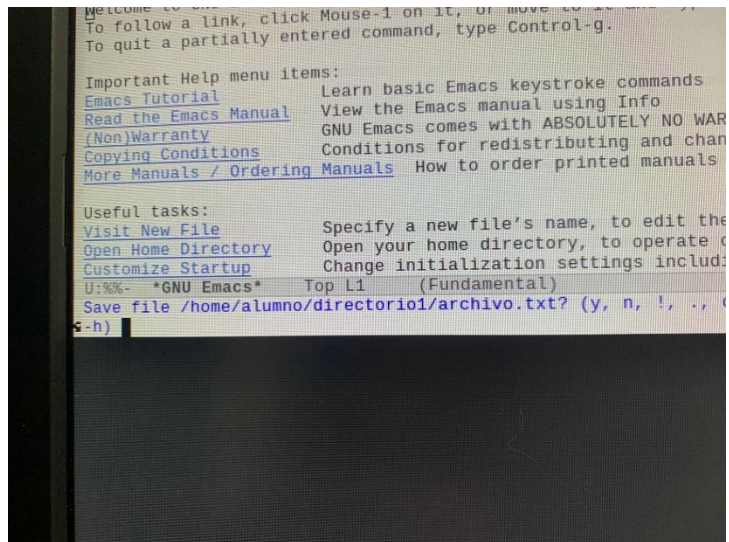 Welcome to
To follow a link, click Mouse-1 on it, or move to it
To quit a partially entered command, type Control-g.
Important Help menu items:
Emacs Tutorial Learn basic Emacs keystroke commands
Read the Emacs Manual View the Emacs manual using Info
(Non)Warranty GNU Emacs comes with ABSOLUTELY NO WAR
Copying Conditions Conditions for redistributing and chan
More Manuals / Ordering Manuals How to order printed manuals
Useful tasks:
Visit New File Specify a new file's name, to edit the
Open Home Directory Open your home directory, to operate
Customize Startup Change initialization settings includi
U:%%- *GNU Emacs* Top L1 (Fundamental)
Save file /home/alumno/directorio1/archivo.txt? (y, n, !, .,
-h)